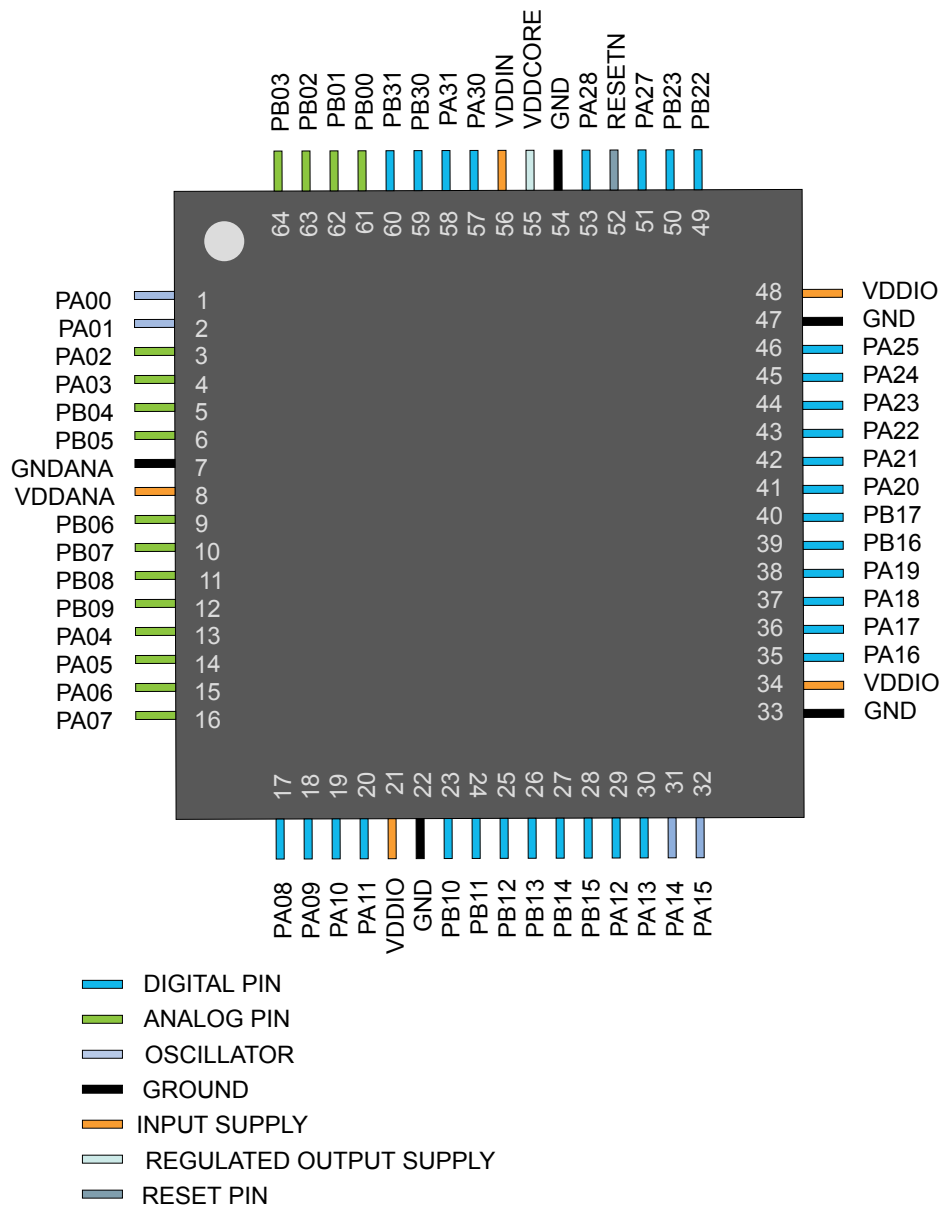 PB03
PB02
PB01
PB00
PB31
PB30
PA31
PA30
VDDIN
VDDCORE
GND
PA28
RESETN
PA27
PB23
PB22
64
63
62
61
60
59
58
57
56
55
54
53
52
51
50
49
PA00 1
PA01 2
PA02 3
PA03 4
PB04 5
PB05 6
GNDANA 7
VDDANA 8
PB06 9
PB07 10
PB08 11
PB09 12
PA04 13
PA05 14
PA06 15
PA07 16
48 VDDIO
47 GND
46 PA25
45 PA24
44 PA23
43 PA22
42 PA21
41 PA20
40 PB17
39 PB16
38 PA19
37 PA18
36 PA17
35 PA16
34 VDDIO
33 GND
17
18
19
20
21
22
23
24
25
26
27
28
29
30
31
32
PA08
PA09
PA10
PA11
VDDIO
GND
PB10
PB11
PB12
PB13
PB14
PB15
PA12
PA13
PA14
PA15
DIGITAL PIN
ANALOG PIN
OSCILLATOR
GROUND
INPUT SUPPLY
REGULATED OUTPUT SUPPLY
RESET PIN